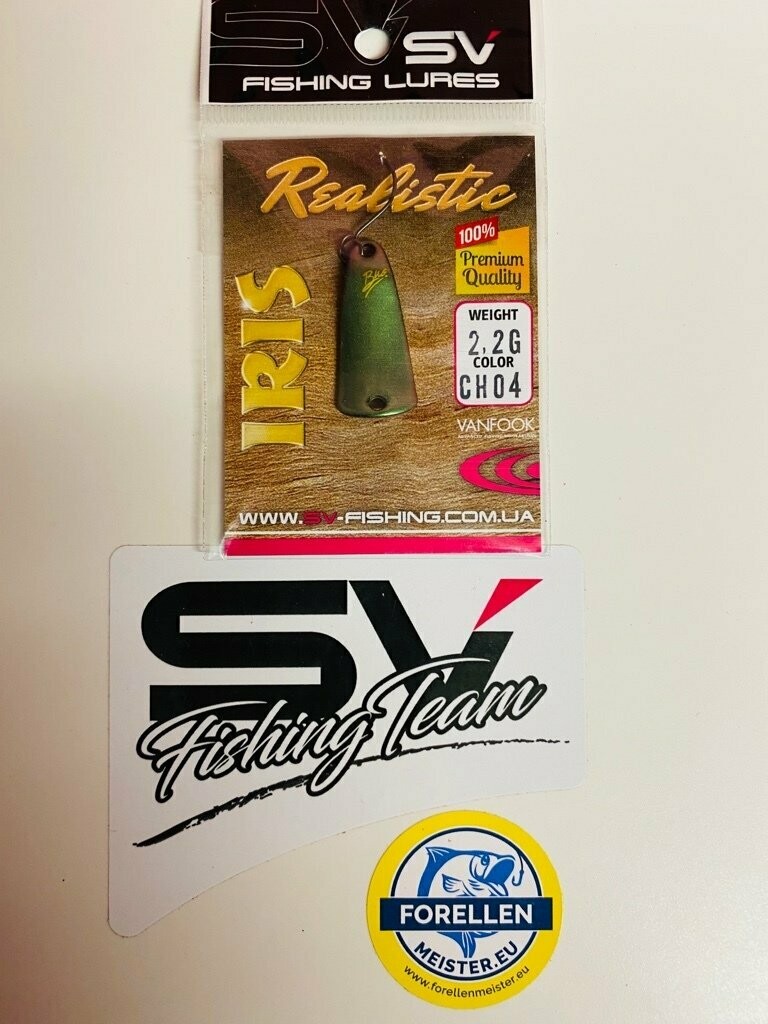 SV
FISHING LURES
Realistic
IRIS
100%
Premium
Quality
WEIGHT
2,2G
COLOR
CH04
VANFOOK
WWW.SV-FISHING.COM.UA
SV
Fishing Team
FORELLEN
MEISTER.EU
www.forellenmeister.eu